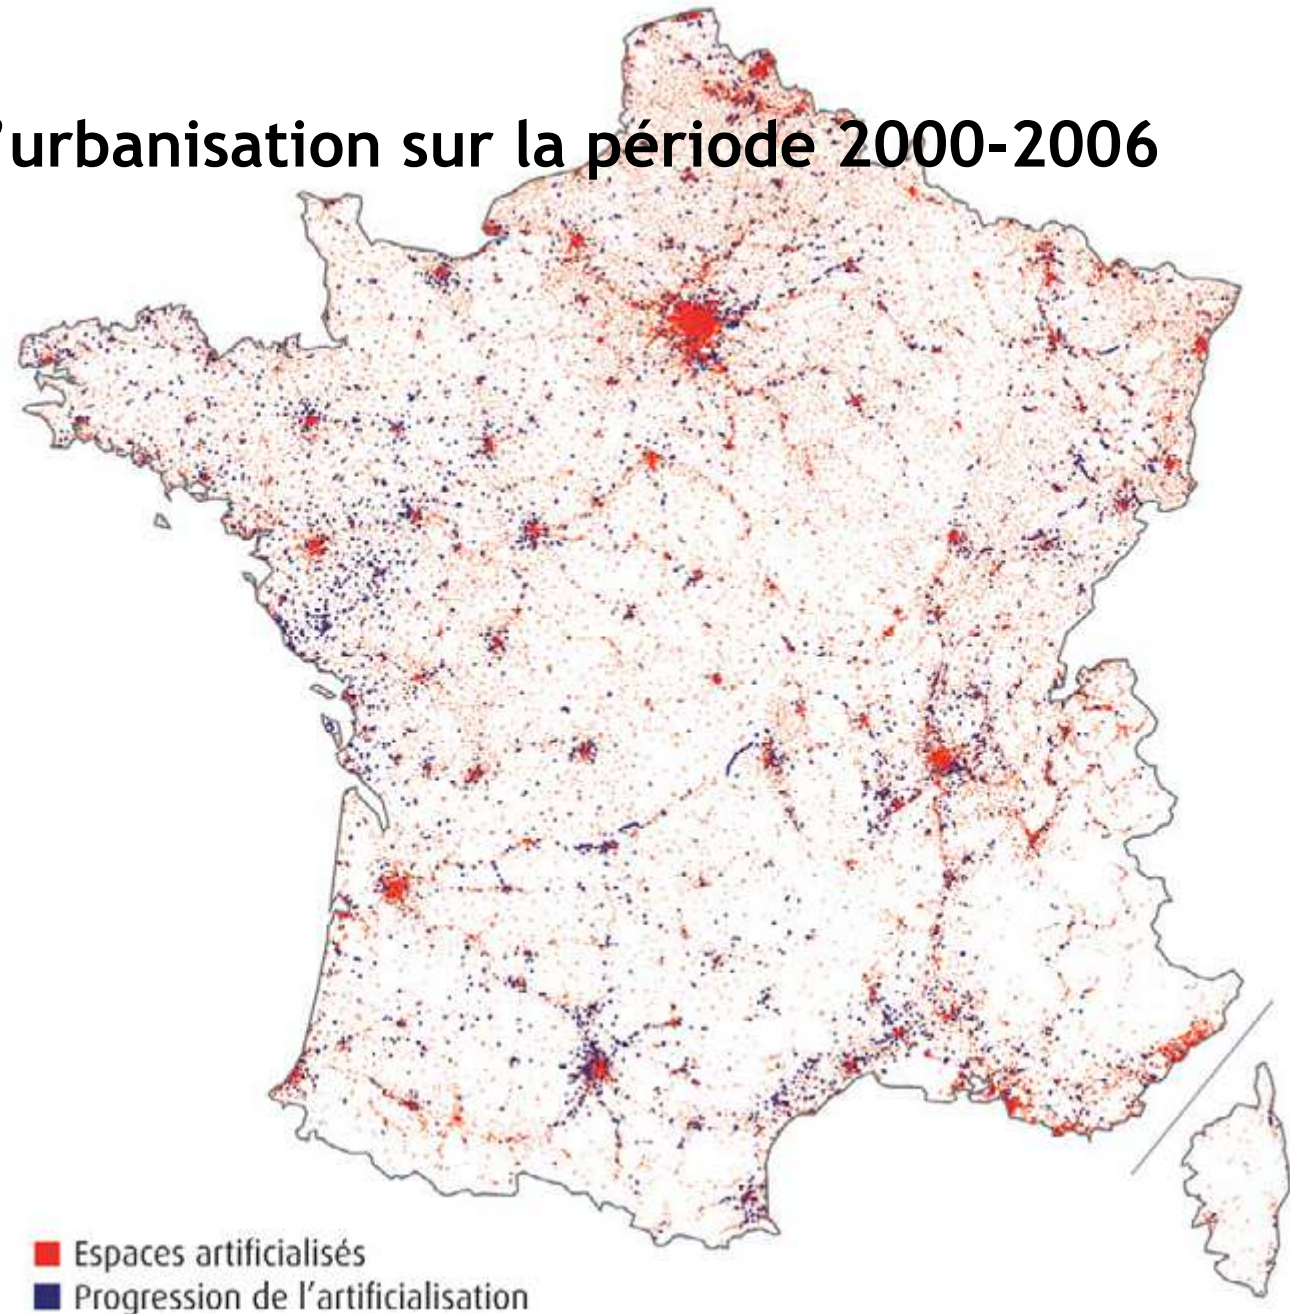 ’urbanisation sur la période 2000-2006
Espaces artificialisés
Progression de l’artificialisation